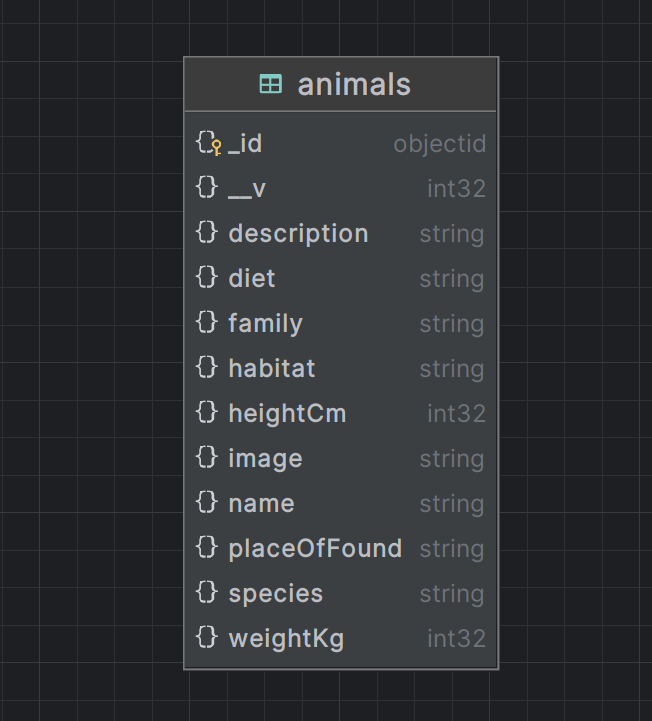 animals
_id objectid
__v int32
description string
diet string
family string
habitat string
heightCm int32
image string
name string
placeOfFound string
species string
weightKg int32